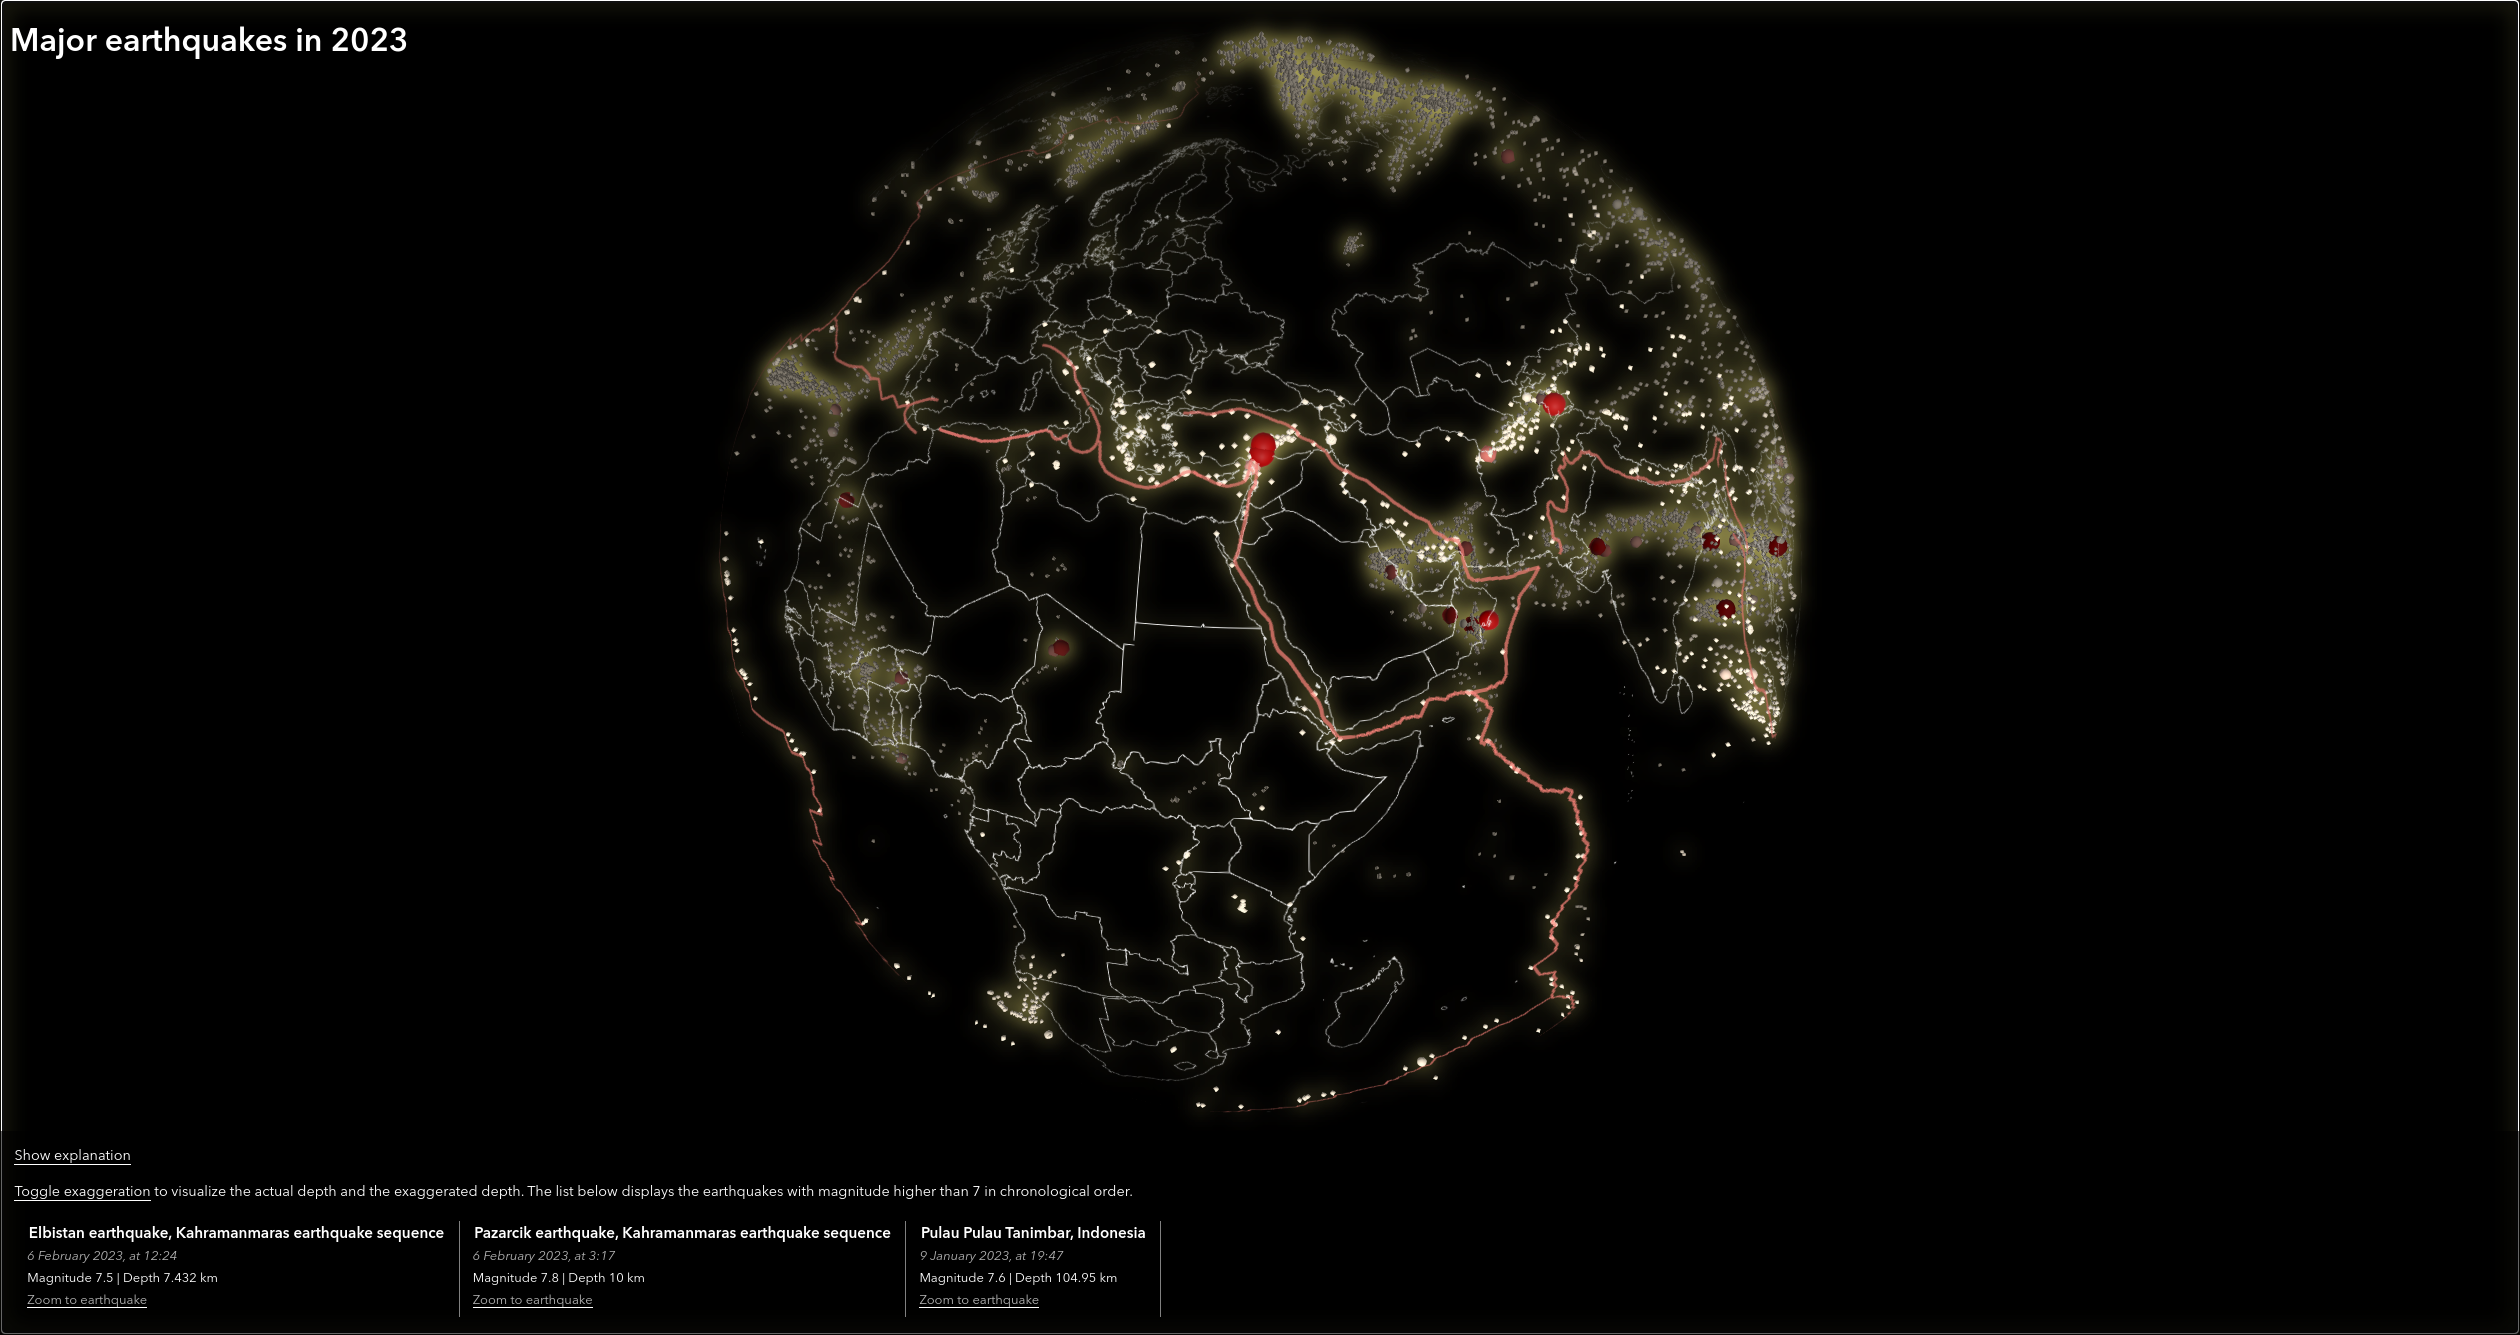 Major earthquakes in 2023
Show explanation
Toggle exaggeration to visualize the actual depth and the exaggerated depth. The list below displays the earthquakes with magnitude higher than 7 in chronological order.
Elbistan earthquake, Kahramanmaras earthquake sequence
6 February 2023, at 12:24
Magnitude 7.5 | Depth 7.432 km
Zoom to earthquake
Pazarcik earthquake, Kahramanmaras earthquake sequence
6 February 2023, at 3:17
Magnitude 7.8 | Depth 10 km
Zoom to earthquake
Pulau Pulau Tanimbar, Indonesia
9 January 2023, at 19:47
Magnitude 7.6 | Depth 104.95 km
Zoom to earthquake